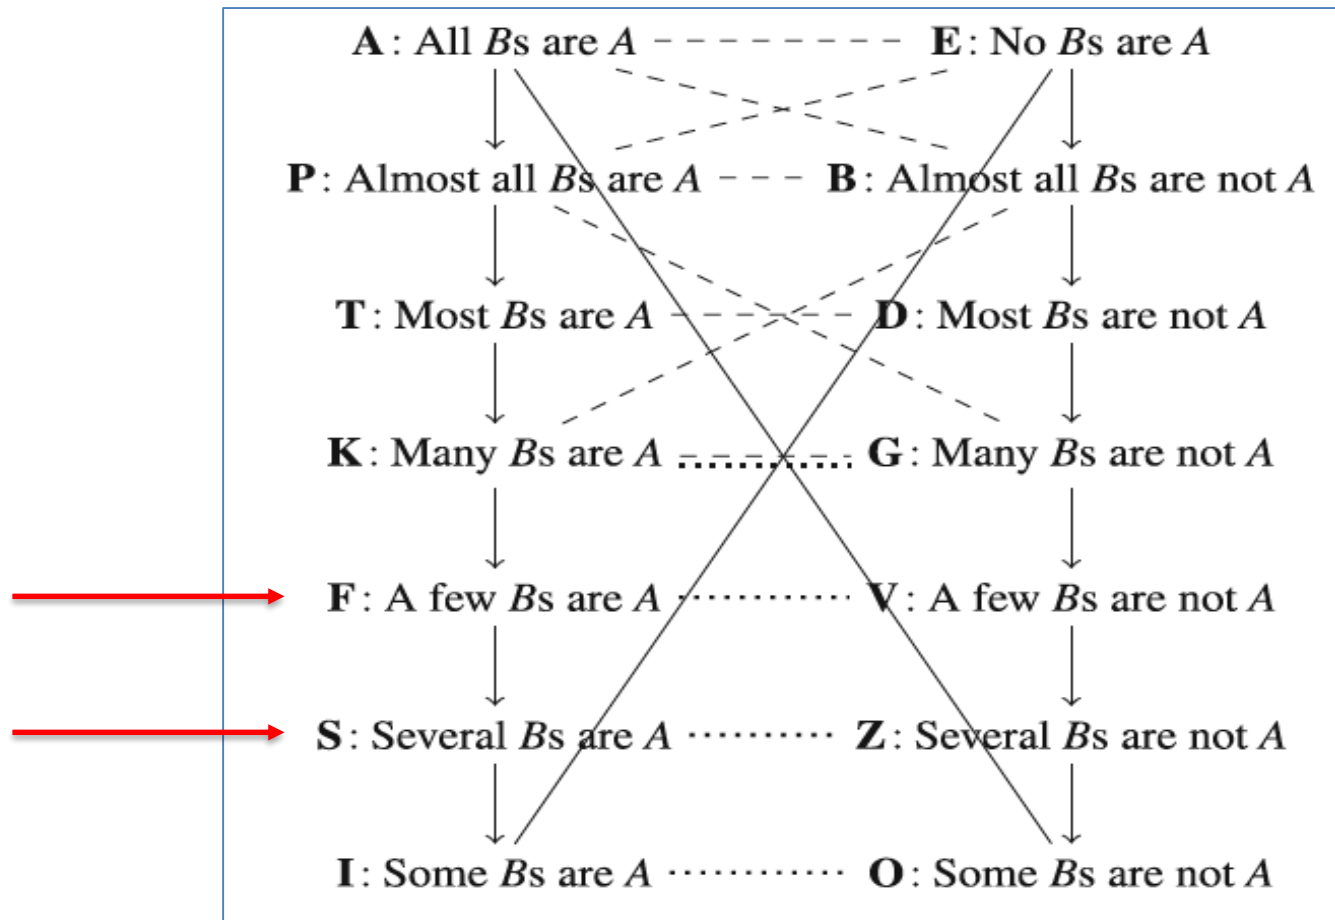 A : All Bs are A E : No Bs are A
P : Almost all Bs are A B : Almost all Bs are not A
T : Most Bs are A D : Most Bs are not A
K : Many Bs are A G : Many Bs are not A
F : A few Bs are A V : A few Bs are not A
S : Several Bs are A Z : Several Bs are not A
I : Some Bs are A O : Some Bs are not A